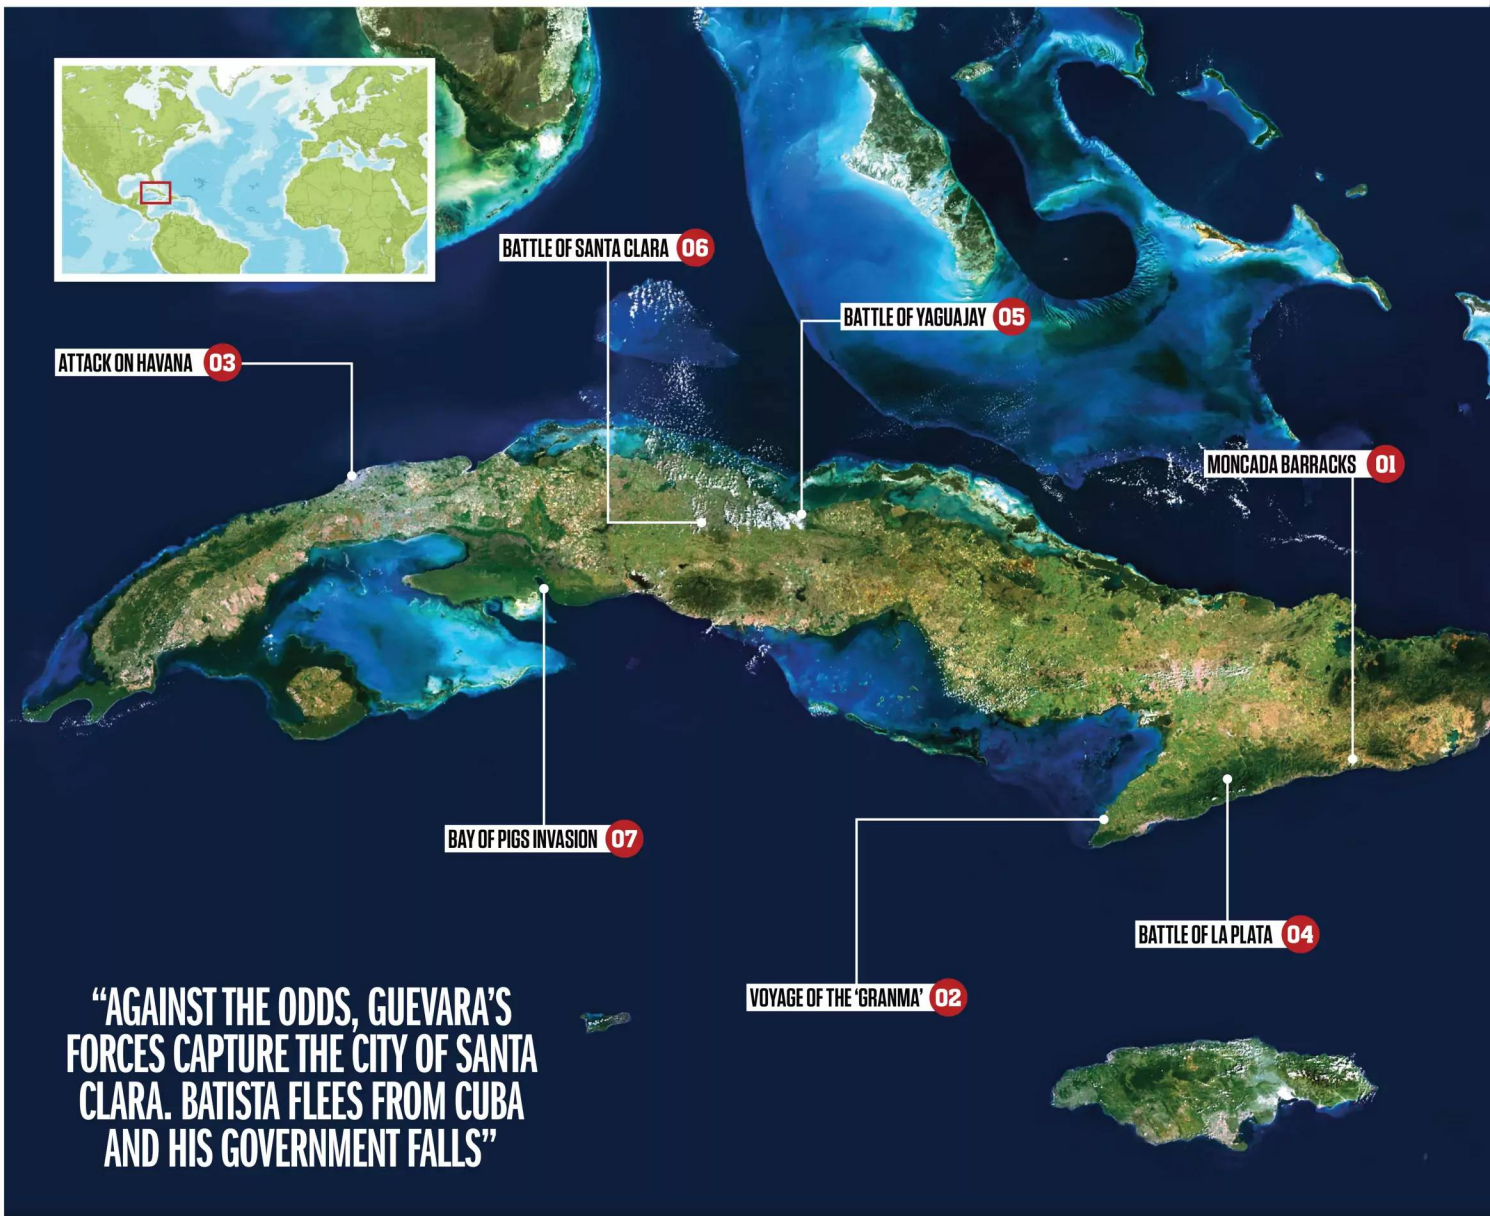 BATTLE OF SANTA CLARA 06
BATTLE OF YAGUAJAY 05
ATTACK ON HAVANA 03
MONCADA BARRACKS 01
BAY OF PIGS INVASION 07
BATTLE OF LA PLATA 04
VOYAGE OF THE ‘GRANMA’ 02
“AGAINST THE ODDS, GUEVARA’S
FORCES CAPTURE THE CITY OF SANTA
CLARA. BATISTA FLEES FROM CUBA
AND HIS GOVERNMENT FALLS”